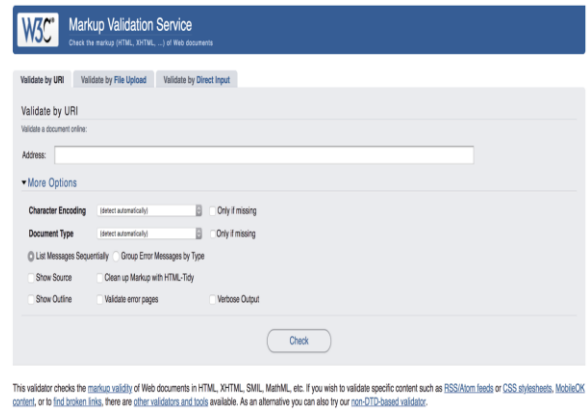 W3C® Markup Validation Service
Check the markup (HTML, XHTML, ...) of Web documents
Validate by URI Validate by File Upload Validate by Direct Input
Validate by URI
Validate a document online:
Address:
More Options
Character Encoding (detect automatically) Only if missing
Document Type (detect automatically) Only if missing
List Messages Sequentially Group Error Messages by Type
Show Source Clean up Markup with HTML-Tidy
Show Outline Validate error pages Verbose Output
Check
This validator checks the markup validity of Web documents in HTML, XHTML, SMIL, MathML, etc. If you wish to validate specific content such as RSS/Atom feeds or CSS stylesheets, MobileOK
content, or to find broken links, there are other validators and tools available. As an alternative you can also try our non-DTD-based validator.